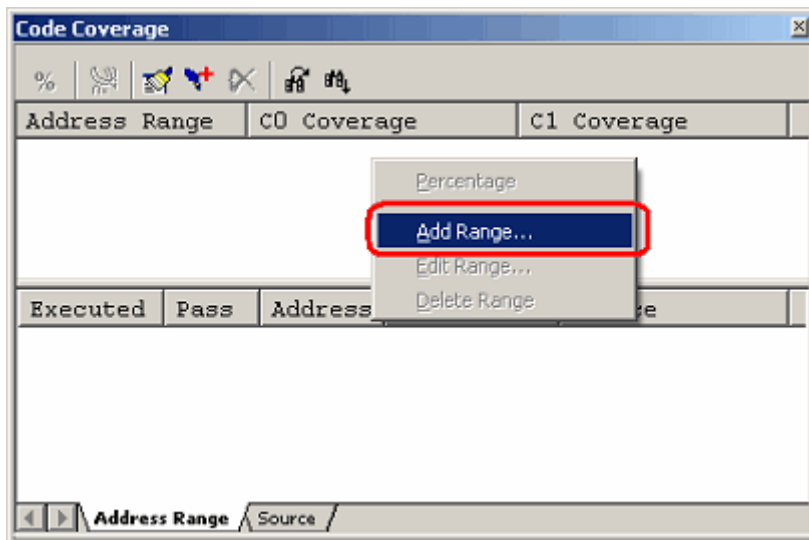 Code Coverage
%
Address Range C0 Coverage C1 Coverage
Percentage
Add Range...
Edit Range...
Delete Range
Executed Pass Address
Address Range Source